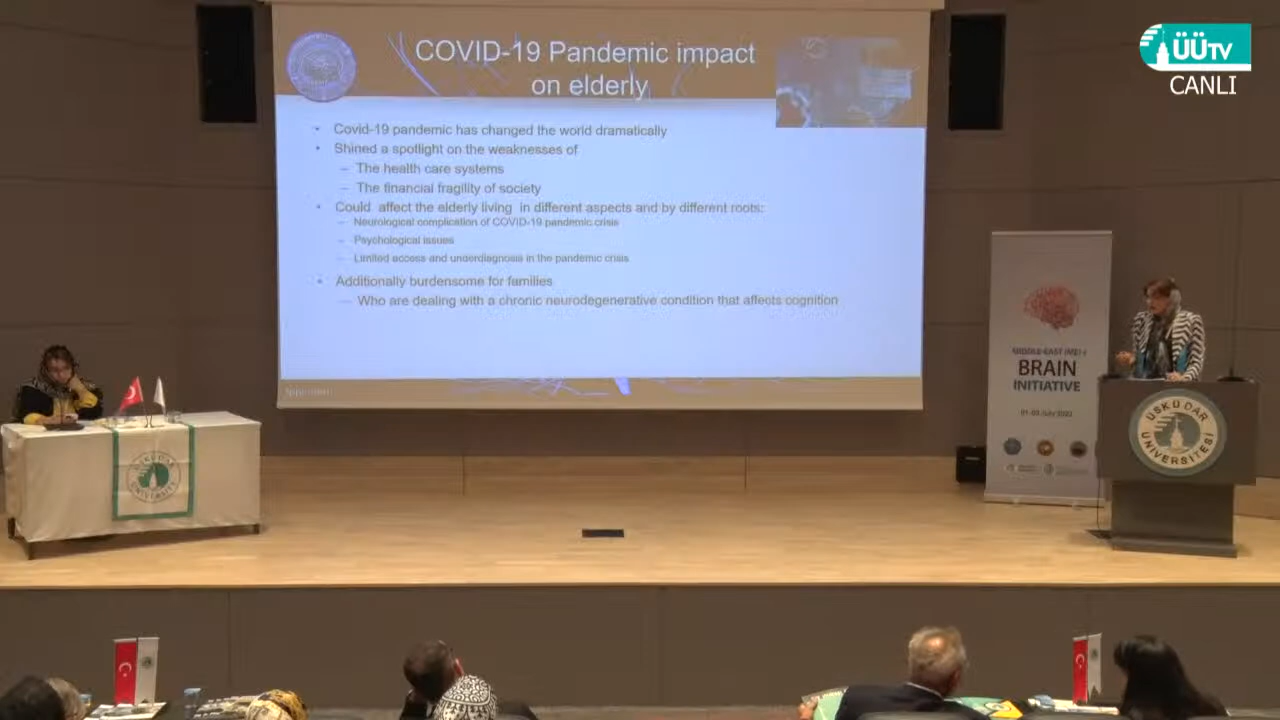 COVID-19 Pandemic impact
on elderly
• Covid-19 pandemic has changed the world dramatically
• Shined a spotlight on the weaknesses of
– The health care systems
– The financial fragility of society
• Could affect the elderly living in different aspects and by different roots:
– Neurological complication of COVID-19 pandemic crisis
– Psychological issues
– Limited access and underdiagnosis in the pandemic crisis
• Additionally burdensome for families
– Who are dealing with a chronic neurodegenerative condition that affects cognition
ÜÜTV
CANLI
MIDDLE-EAST
BRAIN
INITIATIVE
ÜSKÜDAR
ÜNİVERSİTESİ
ÜSKÜDAR
UNIVERSITY